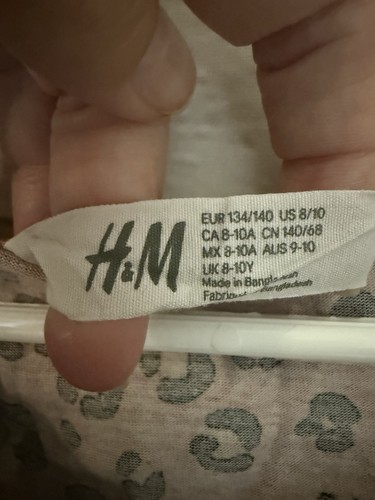 H&M
EUR 134/140 US 8/10
CA 8-10A CN 140/68
MX 8-10A AUS 9-10
UK 8-10Y
Made in Bangladesh
Bangladesh